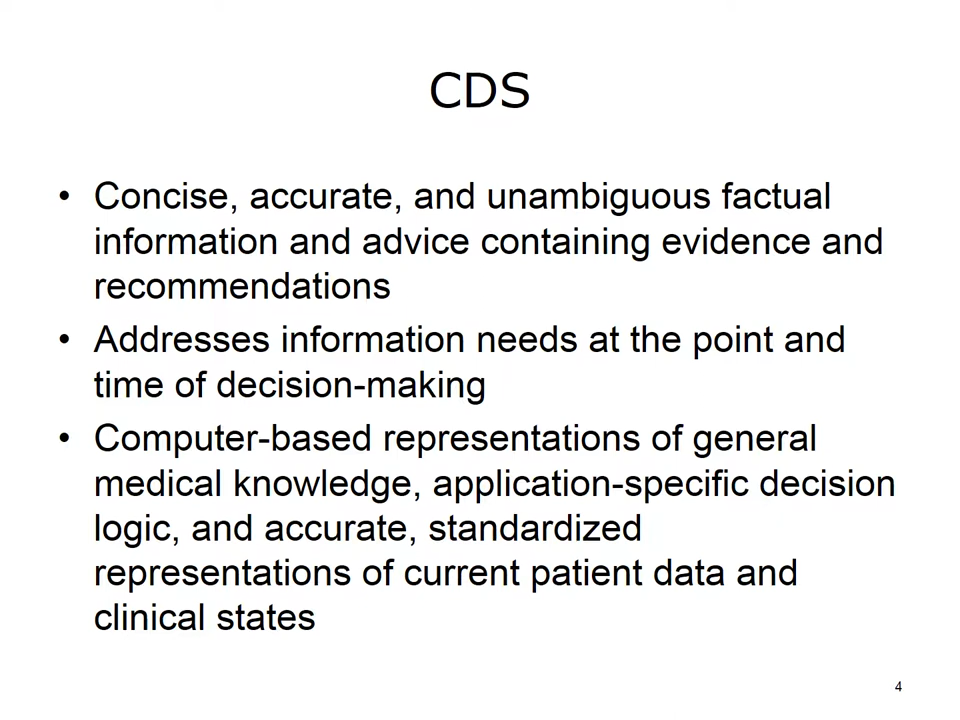 CDS
• Concise, accurate, and unambiguous factual
information and advice containing evidence and
recommendations
• Addresses information needs at the point and
time of decision-making
• Computer-based representations of general
medical knowledge, application-specific decision
logic, and accurate, standardized
representations of current patient data and
clinical states
4